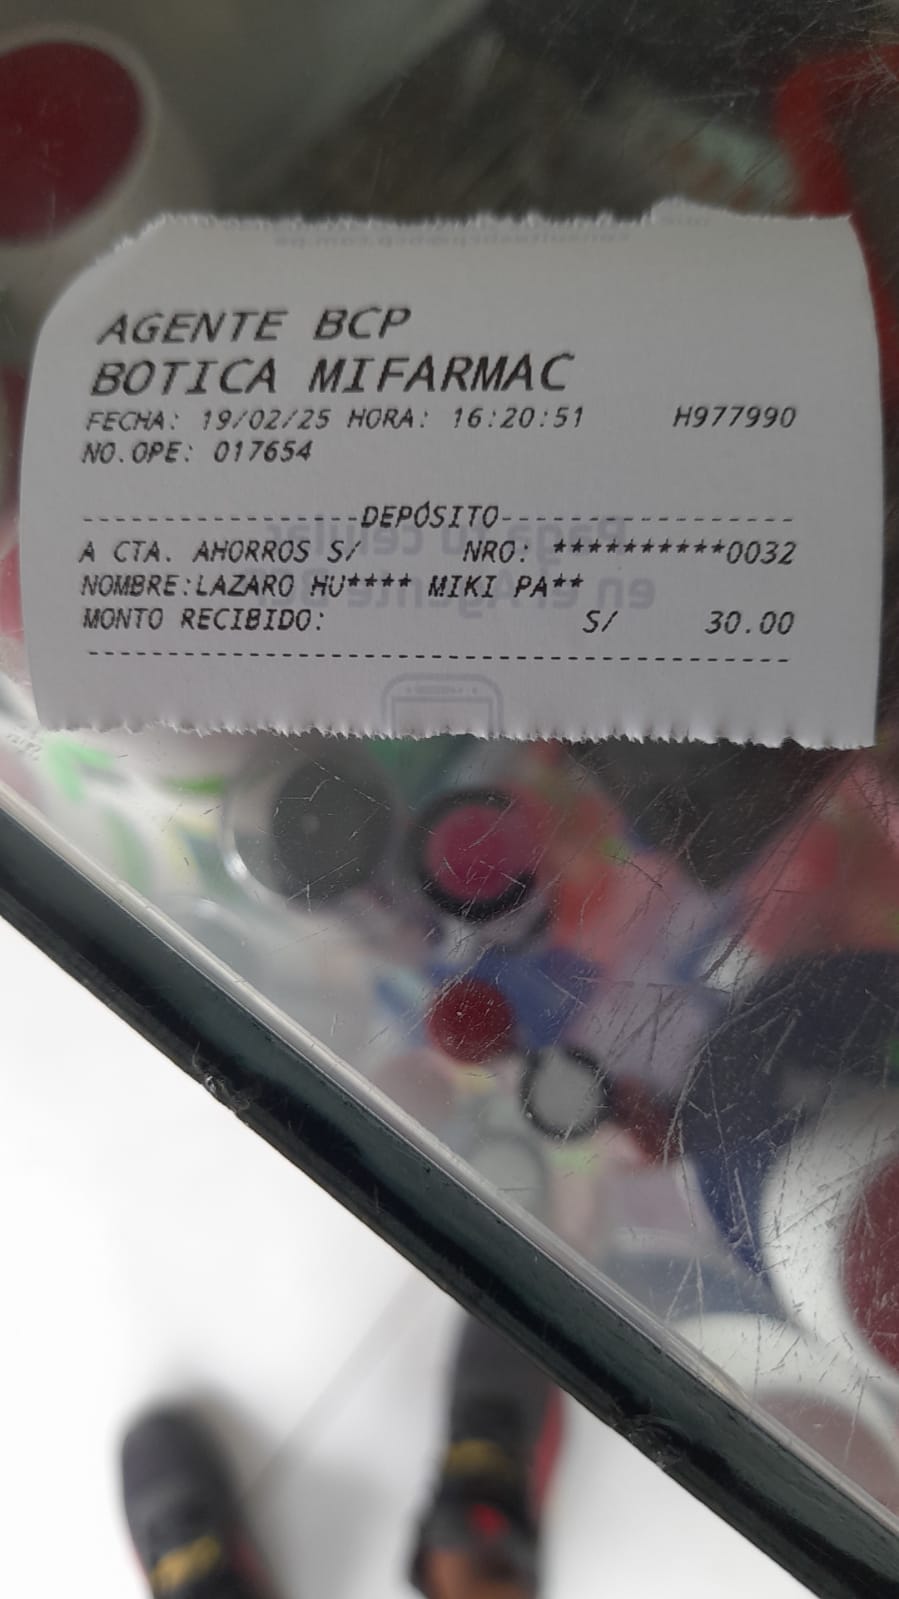 AGENTE BCP
BOTICA MIFARMAC
FECHA: 19/02/25 HORA: 16:20:51 H977990
NO.OPE: 017654
-----------------DEPÓSITO------------------
A CTA. AHORROS S/ NRO: ***********0032
NOMBRE:LAZARO HU**** MIKI PA**
MONTO RECIBIDO: S/ 30.00
-------------------------------------------